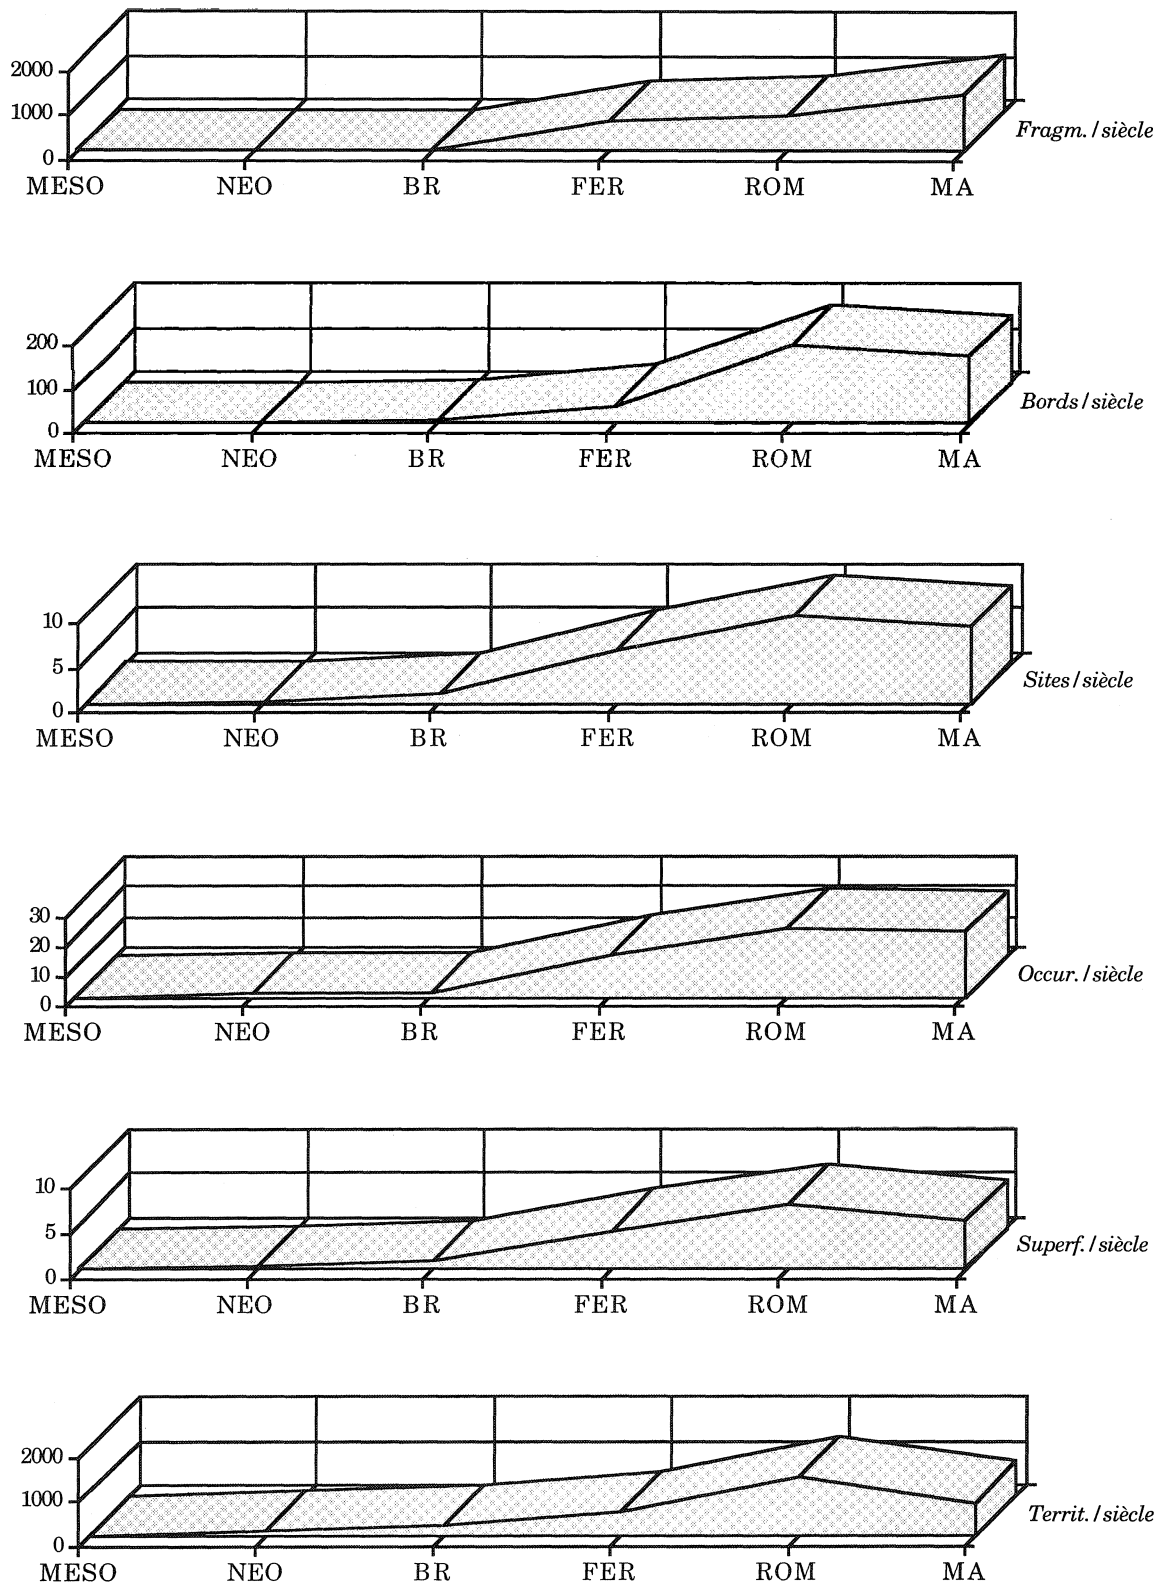 2000
1000
0
MESO NEO BR FER ROM MA
Fragm. / siècle
200
100
0
MESO NEO BR FER ROM MA
Bords / siècle
10
5
0
MESO NEO BR FER ROM MA
Sites / siècle
30
20
10
0
MESO NEO BR FER ROM MA
Occur. / siècle
10
5
0
MESO NEO BR FER ROM MA
Superf. / siècle
2000
1000
0
MESO NEO BR FER ROM MA
Territ. / siècle